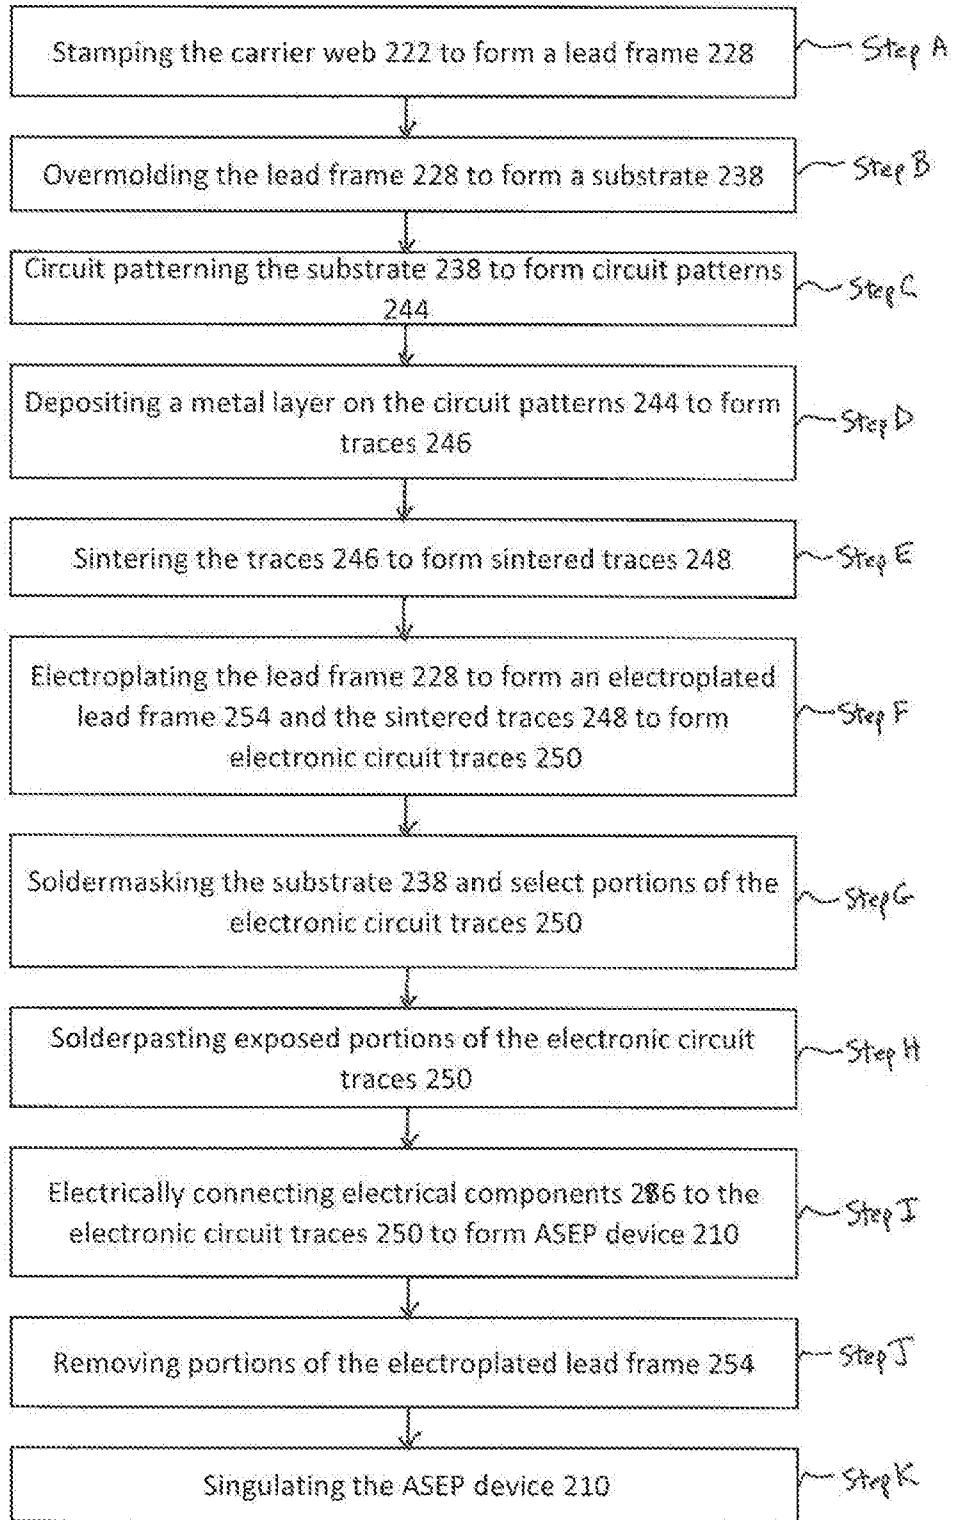 Stamping the carrier web 222 to form a lead frame 228
Step A
Overmolding the lead frame 228 to form a substrate 238
Step B
Circuit patterning the substrate 238 to form circuit patterns
244
Step C
Depositing a metal layer on the circuit patterns 244 to form
traces 246
Step D
Sintering the traces 246 to form sintered traces 248
Step E
Electroplating the lead frame 228 to form an electroplated
lead frame 254 and the sintered traces 248 to form
electronic circuit traces 250
Step F
Soldermasking the substrate 238 and select portions of the
electronic circuit traces 250
Step G
Solderpasting exposed portions of the electronic circuit
traces 250
Step H
Electrically connecting electrical components to the
electronic circuit traces 250 to form ASEP device 210
Step I
Removing portions of the electroplated lead frame 254
Step J
Singulating the ASEP device 210
Step K